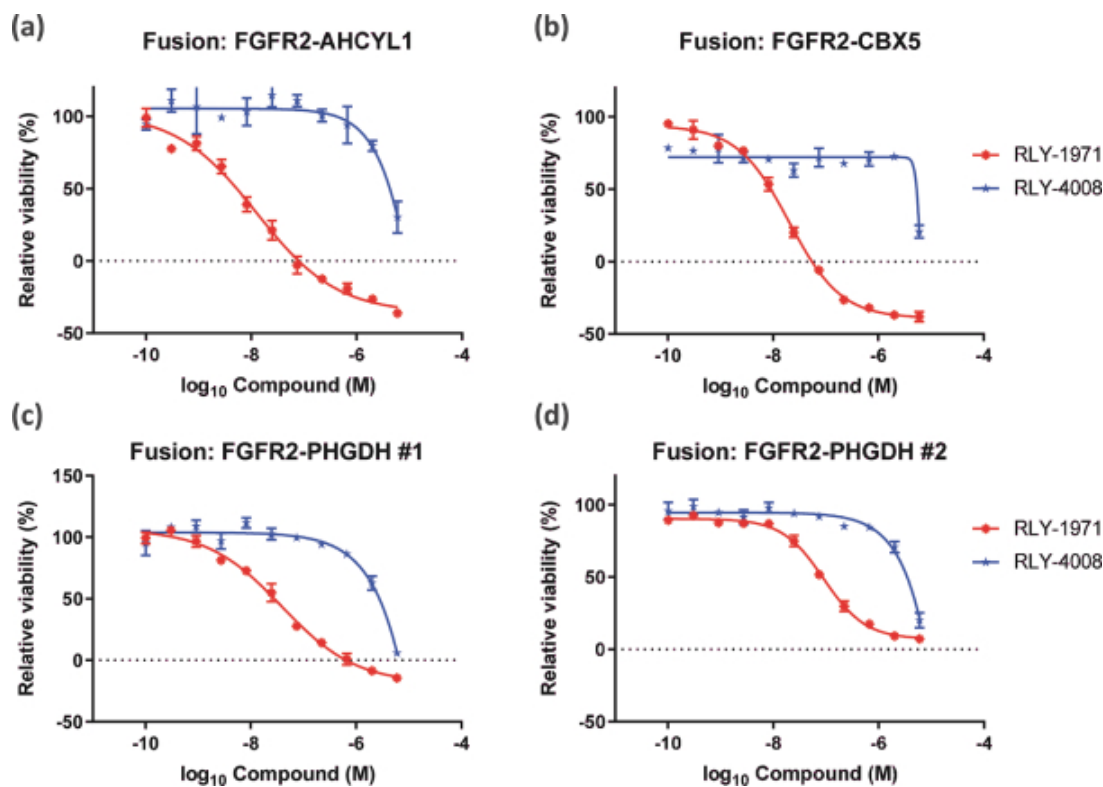 (a)
Fusion: FGFR2-AHCYL1
Relative viability (%)
100
50
0
-50
-10
-8
-6
-4
log₁₀ Compound (M)
(b)
Fusion: FGFR2-CBX5
Relative viability (%)
100
50
0
-50
-10
-8
-6
-4
log₁₀ Compound (M)
RLY-1971
RLY-4008
(c)
Fusion: FGFR2-PHGDH #1
Relative viability (%)
150
100
50
0
-50
-10
-8
-6
-4
log₁₀ Compound (M)
(d)
Fusion: FGFR2-PHGDH #2
Relative viability (%)
100
50
0
-50
-10
-8
-6
-4
log₁₀ Compound (M)
RLY-1971
RLY-4008